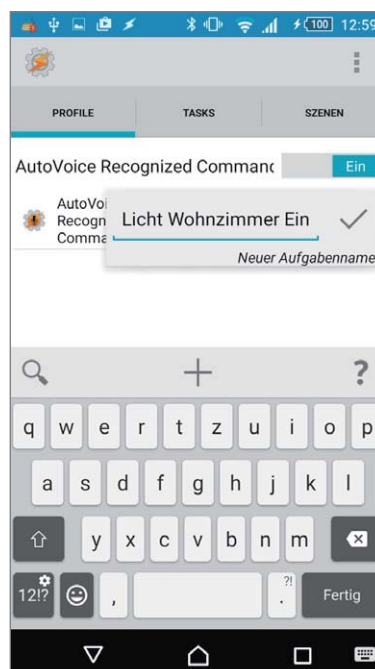 100 12:59
PROFILE TASKS SZENEN
AutoVoice Recognized Comman
Ein
AutoVoi
Recogn
Comma
Licht Wohnzimmer Ein
Neuer Aufgabenname
?
q w e r t z u i o p
a s d f g h j k l
y x c v b n m
12!? , ?! . Fertig